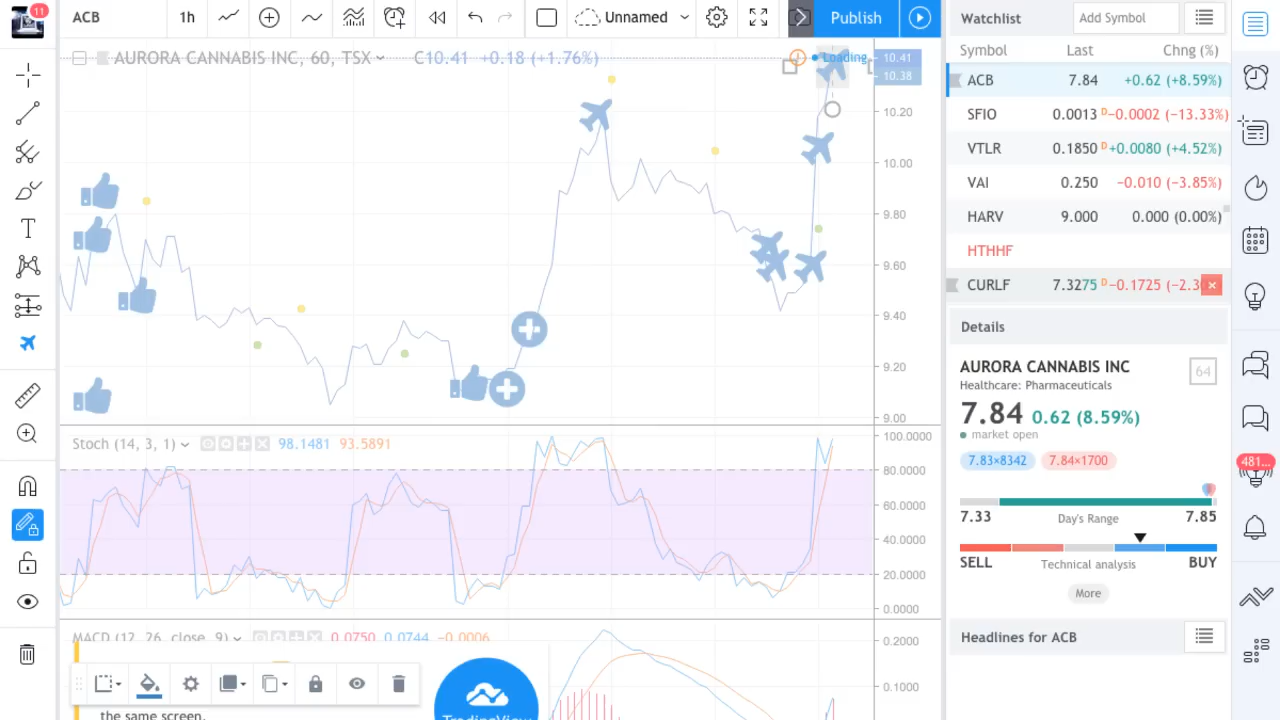 11 ACB 1h Unnamed Publish Watchlist Add Symbol
AURORA CANNABIS INC, 60, TSX C10.41 +0.18 (+1.76%) Loading
10.41
10.38
10.20
10.00
9.80
9.60
9.40
9.20
9.00
Stoch (14, 3, 1) 98.1481 93.5891
100.0000
80.0000
60.0000
40.0000
20.0000
0.0000
MACD (12, 26, close, 9) 0.0750 0.0744 −0.0006
0.2000
0.1000
the same screen.
TradingView
Symbol Last Chng (%)
ACB 7.84 +0.62 (+8.59%)
SFIO 0.0013 D −0.0002 (−13.33%)
VTLR 0.1850 D +0.0080 (+4.52%)
VAI 0.250 −0.010 (−3.85%)
HARV 9.000 0.000 (0.00%)
HTHHF
CURLF 7.3275 D −0.1725 (−2.3
Details
AURORA CANNABIS INC 64
Healthcare: Pharmaceuticals
7.84 0.62 (8.59%)
market open
7.83×8342 7.84×1700
481...
7.33 Day's Range 7.85
SELL Technical analysis BUY
More
Headlines for ACB